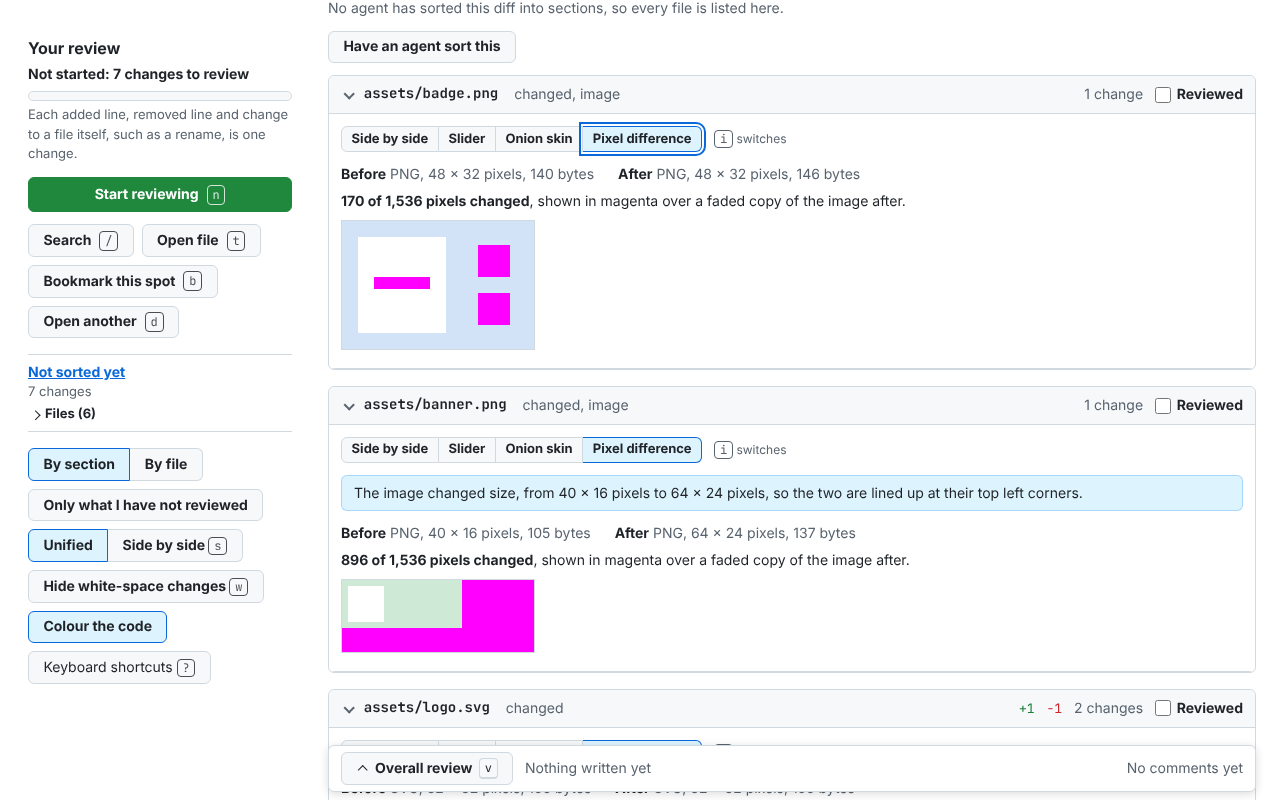 No agent has sorted this diff into sections, so every file is listed here.
Your review
Not started: 7 changes to review
Each added line, removed line and change
to a file itself, such as a rename, is one
change.
Start reviewing n
Search /
Open file t
Bookmark this spot b
Open another d
Not sorted yet
7 changes
Files (6)
By section
By file
Only what I have not reviewed
Unified
Side by side s
Hide white-space changes w
Colour the code
Keyboard shortcuts ?
Have an agent sort this
assets/badge.png changed, image 1 change Reviewed
Side by side Slider Onion skin Pixel difference i switches
Before PNG, 48 × 32 pixels, 140 bytes After PNG, 48 × 32 pixels, 146 bytes
170 of 1,536 pixels changed, shown in magenta over a faded copy of the image after.
assets/banner.png changed, image 1 change Reviewed
Side by side Slider Onion skin Pixel difference i switches
The image changed size, from 40 × 16 pixels to 64 × 24 pixels, so the two are lined up at their top left corners.
Before PNG, 40 × 16 pixels, 105 bytes After PNG, 64 × 24 pixels, 137 bytes
896 of 1,536 pixels changed, shown in magenta over a faded copy of the image after.
assets/logo.svg changed +1 -1 2 changes Reviewed
Overall review v Nothing written yet No comments yet